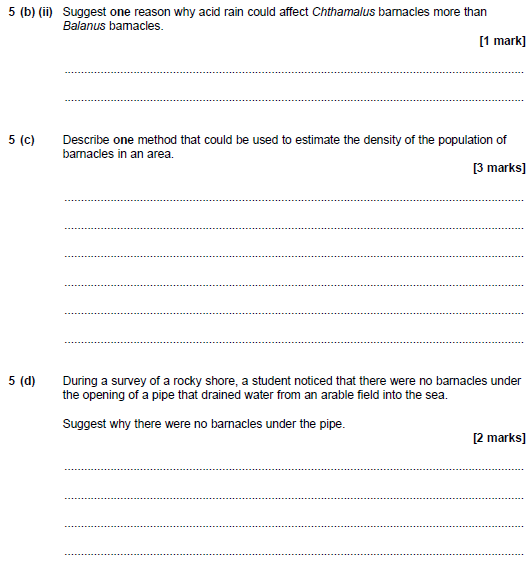 5 (b) (ii) Suggest one reason why acid rain could affect Chthamalus barnacles more than
Balanus barnacles.
[1 mark]
5 (c) Describe one method that could be used to estimate the density of the population of
barnacles in an area.
[3 marks]
5 (d) During a survey of a rocky shore, a student noticed that there were no barnacles under
the opening of a pipe that drained water from an arable field into the sea.
Suggest why there were no barnacles under the pipe.
[2 marks]